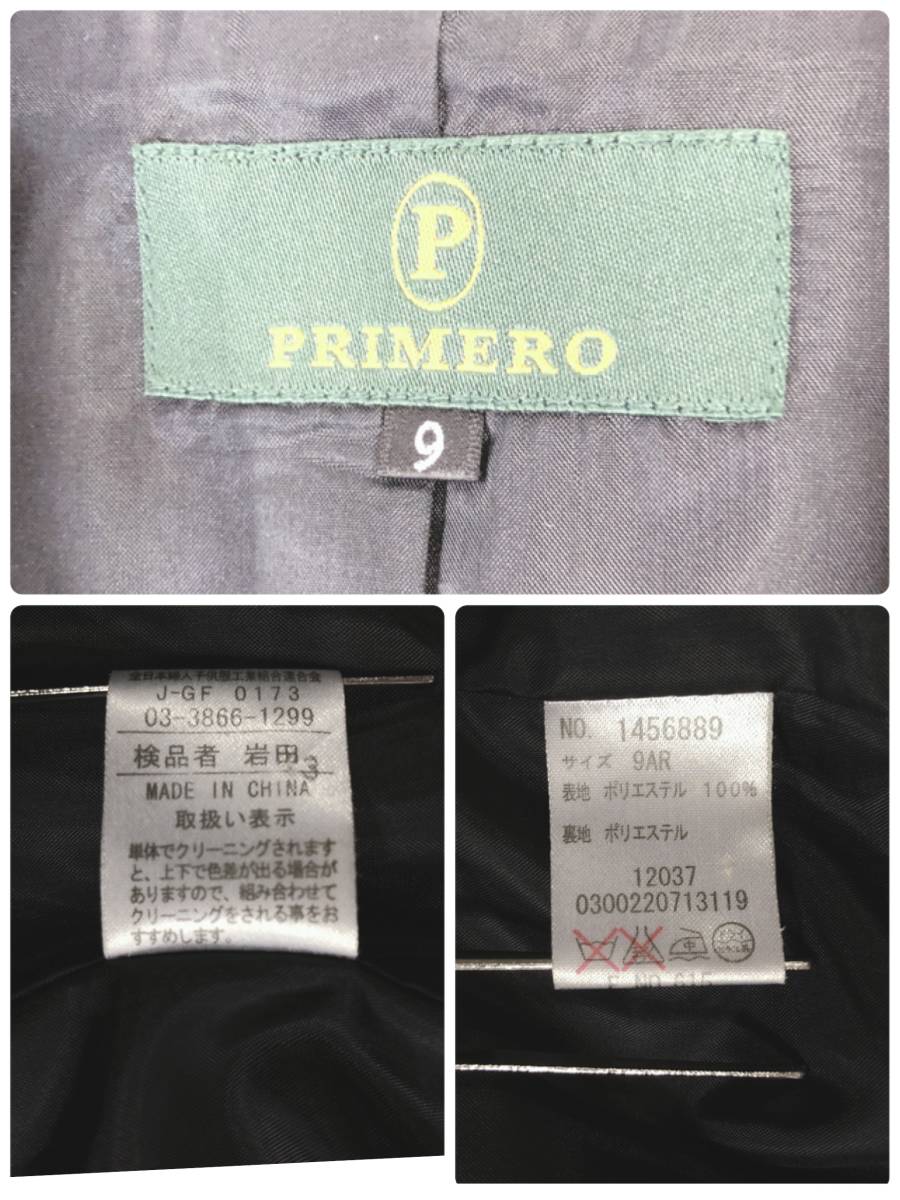 P
PRIMERO
9
全日本婦人子供服工業組合連合会
J-GF 0173
03-3866-1299
検品者 岩田 3
MADE IN CHINA
取扱い表示
単体でクリーニングされます
と、上下で色差が出る場合が
ありますので、組み合わせて
クリーニングをされる事をお
すすめします。
NO. 1456889
サイズ 9AR
表地 ポリエステル 100%
裏地 ポリエステル
12037
0300220713119
中 ドライ
F NO 615